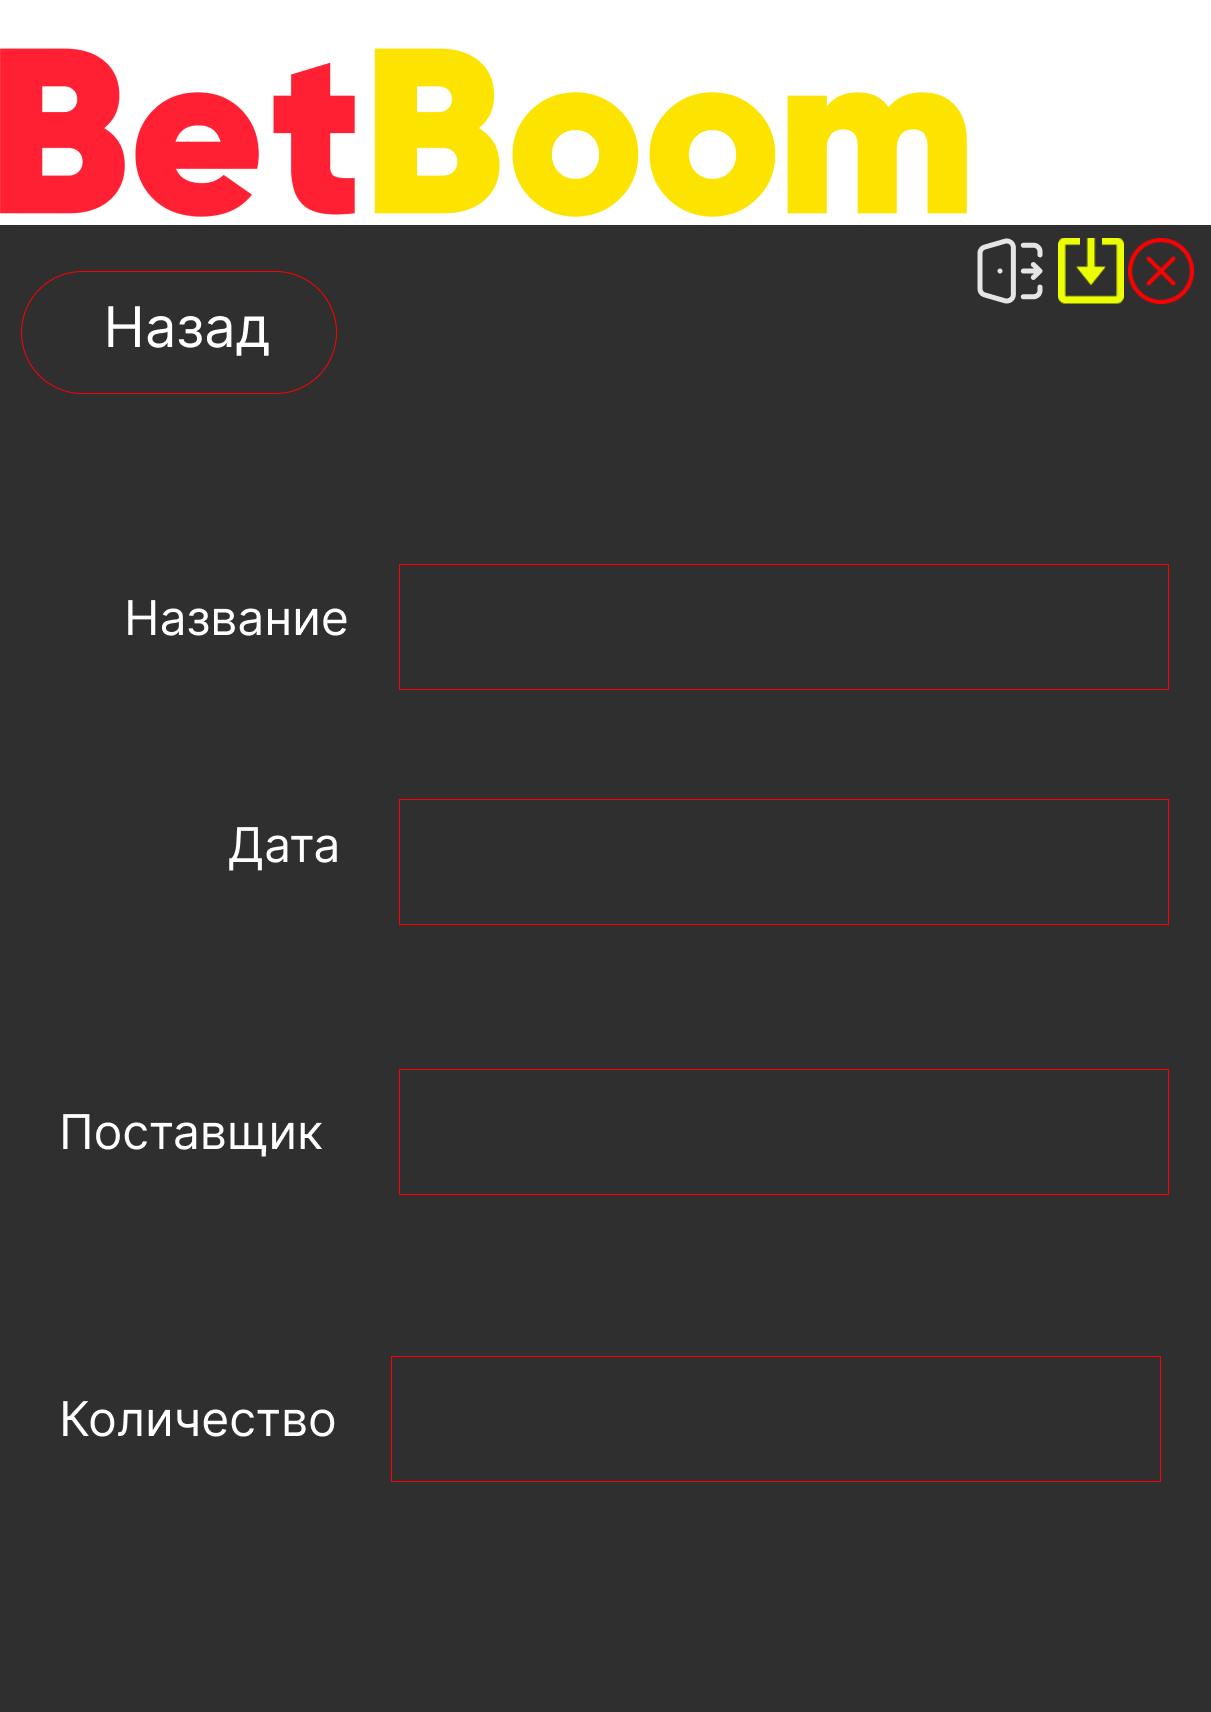 BetBoom
Назад
Название
Дата
Поставщик
Количество